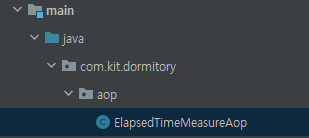 main
java
com.kit.dormitory
aop
ElapsedTimeMeasureAop